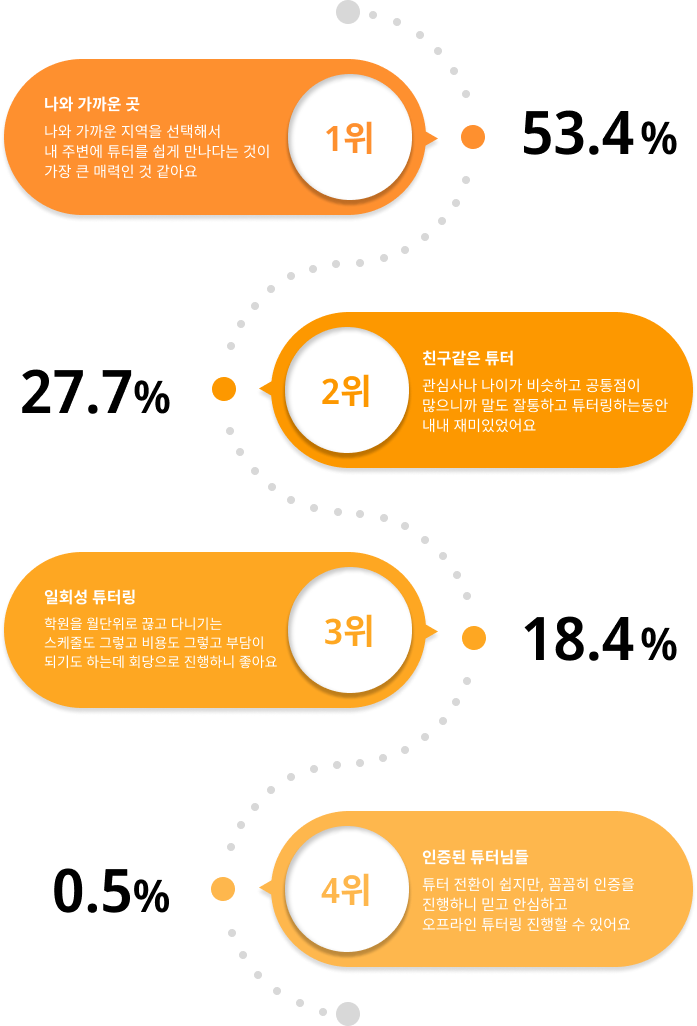 나와 가까운 곳
나와 가까운 지역을 선택해서
내 주변에 튜터를 쉽게 만나다는 것이
가장 큰 매력인 것 같아요
1위
53.4%
27.7%
2위
친구같은 튜터
관심사나 나이가 비슷하고 공통점이
많으니까 말도 잘통하고 튜터링하는동안
내내 재미있었어요
일회성 튜터링
학원을 월단위로 끊고 다니기는
스케줄도 그렇고 비용도 그렇고 부담이
되기도 하는데 회당으로 진행하니 좋아요
3위
18.4%
0.5%
4위
인증된 튜터님들
튜터 전환이 쉽지만, 꼼꼼히 인증을
진행하니 믿고 안심하고
오프라인 튜터링 진행할 수 있어요